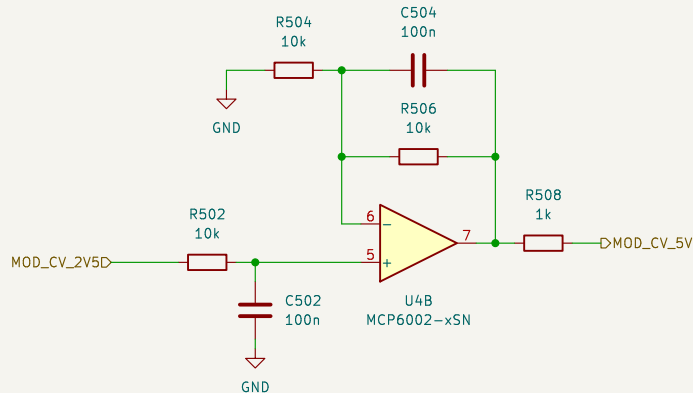 C504
100n
R504
10k
GND
R506
10k
R508
1k
6
7
5
−
+
R502
10k
MOD_CV_2V5
MOD_CV_5V
C502
100n
U4B
MCP6002-xSN
GND